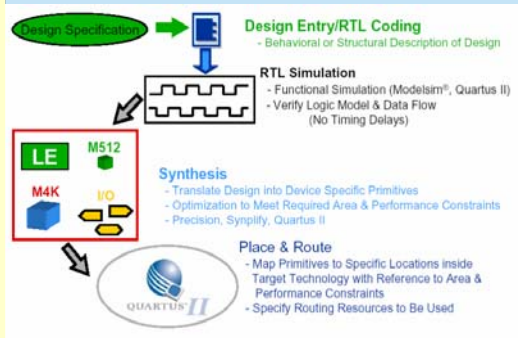 Design Specification
Design Entry/RTL Coding
- Behavioral or Structural Description of Design
RTL Simulation
- Functional Simulation (Modelsim®, Quartus II)
- Verify Logic Model & Data Flow
(No Timing Delays)
LE
M512
M4K
I/O
Synthesis
- Translate Design into Device Specific Primitives
- Optimization to Meet Required Area & Performance Constraints
- Precision, Synplify, Quartus II
Place & Route
- Map Primitives to Specific Locations inside
Target Technology with Reference to Area &
Performance Constraints
- Specify Routing Resources to Be Used
QUARTUS II